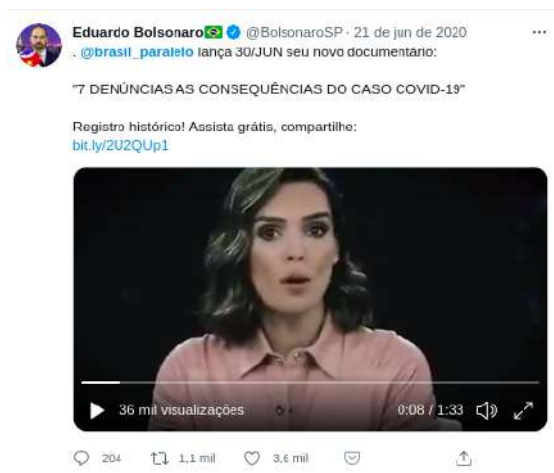 Eduardo Bolsonaro @BolsonaroSP · 21 de jun de 2020
. @brasil_paralelo lança 30/JUN seu novo documentário:
"7 DENÚNCIAS AS CONSEQUÊNCIAS DO CASO COVID-19"
Registro histórico! Assista grátis, compartilhe:
bit.ly/2U2QUp1
36 mil visualizações 0:08 / 1:33
204 1,1 mil 3,6 mil